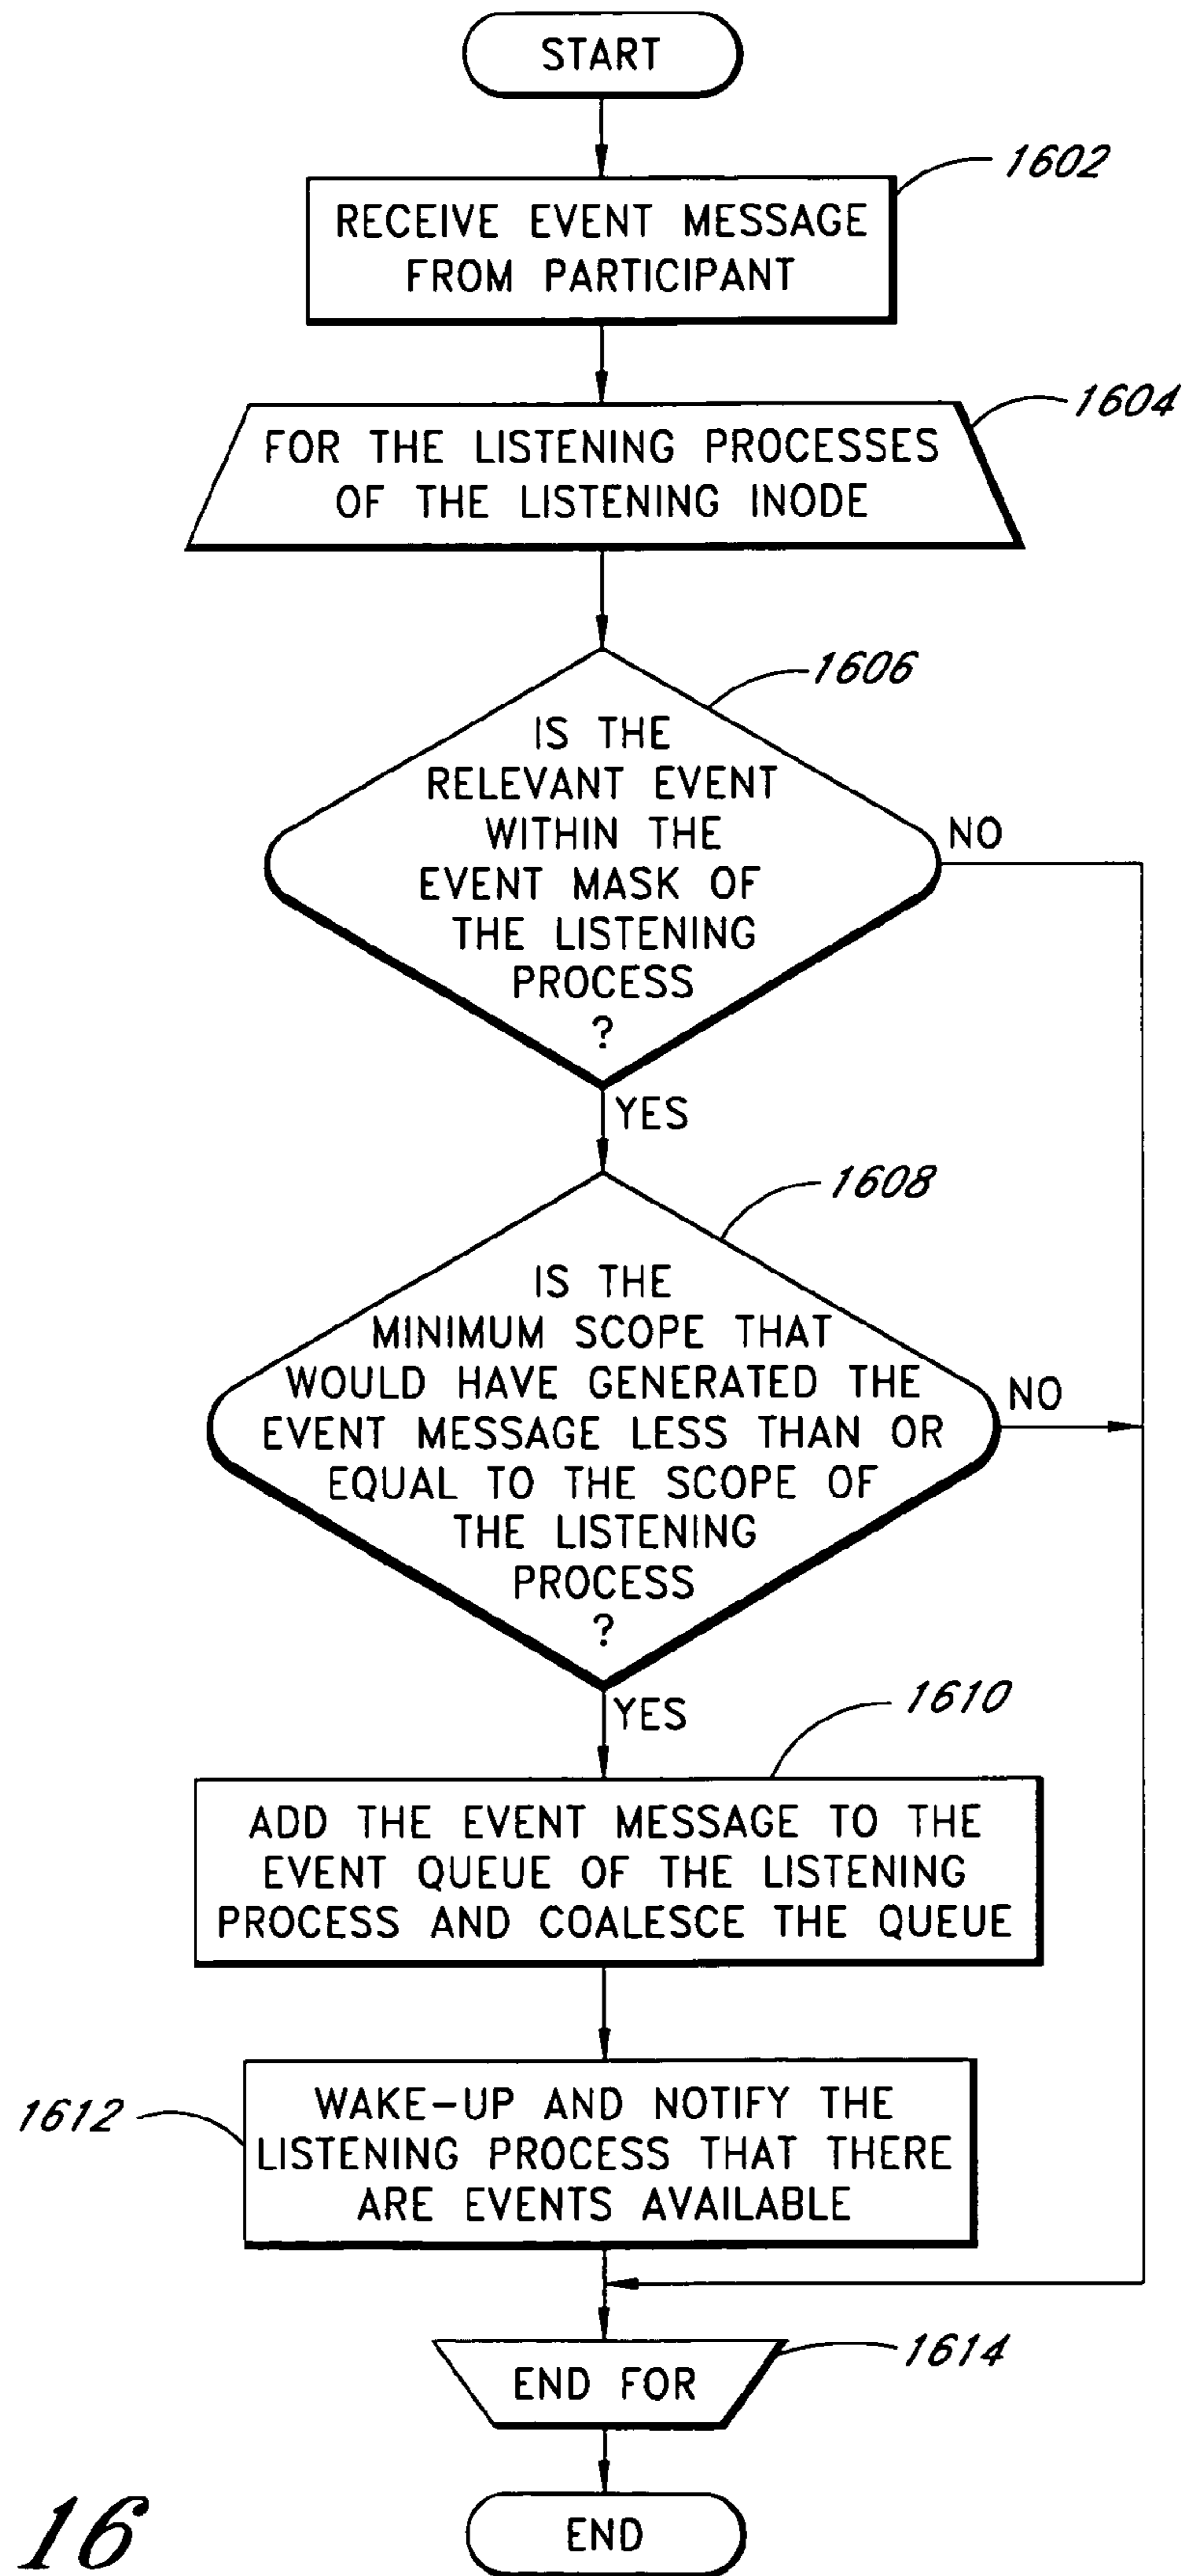 START
1602
RECEIVE EVENT MESSAGE
FROM PARTICIPANT
1604
FOR THE LISTENING PROCESSES
OF THE LISTENING INODE
1606
IS THE
RELEVANT EVENT
WITHIN THE
EVENT MASK OF
THE LISTENING
PROCESS
?
NO
YES
1608
IS THE
MINIMUM SCOPE THAT
WOULD HAVE GENERATED THE
EVENT MESSAGE LESS THAN OR
EQUAL TO THE SCOPE OF
THE LISTENING
PROCESS
?
NO
YES
1610
ADD THE EVENT MESSAGE TO THE
EVENT QUEUE OF THE LISTENING
PROCESS AND COALESCE THE QUEUE
1612
WAKE-UP AND NOTIFY THE
LISTENING PROCESS THAT THERE
ARE EVENTS AVAILABLE
1614
END FOR
END
16